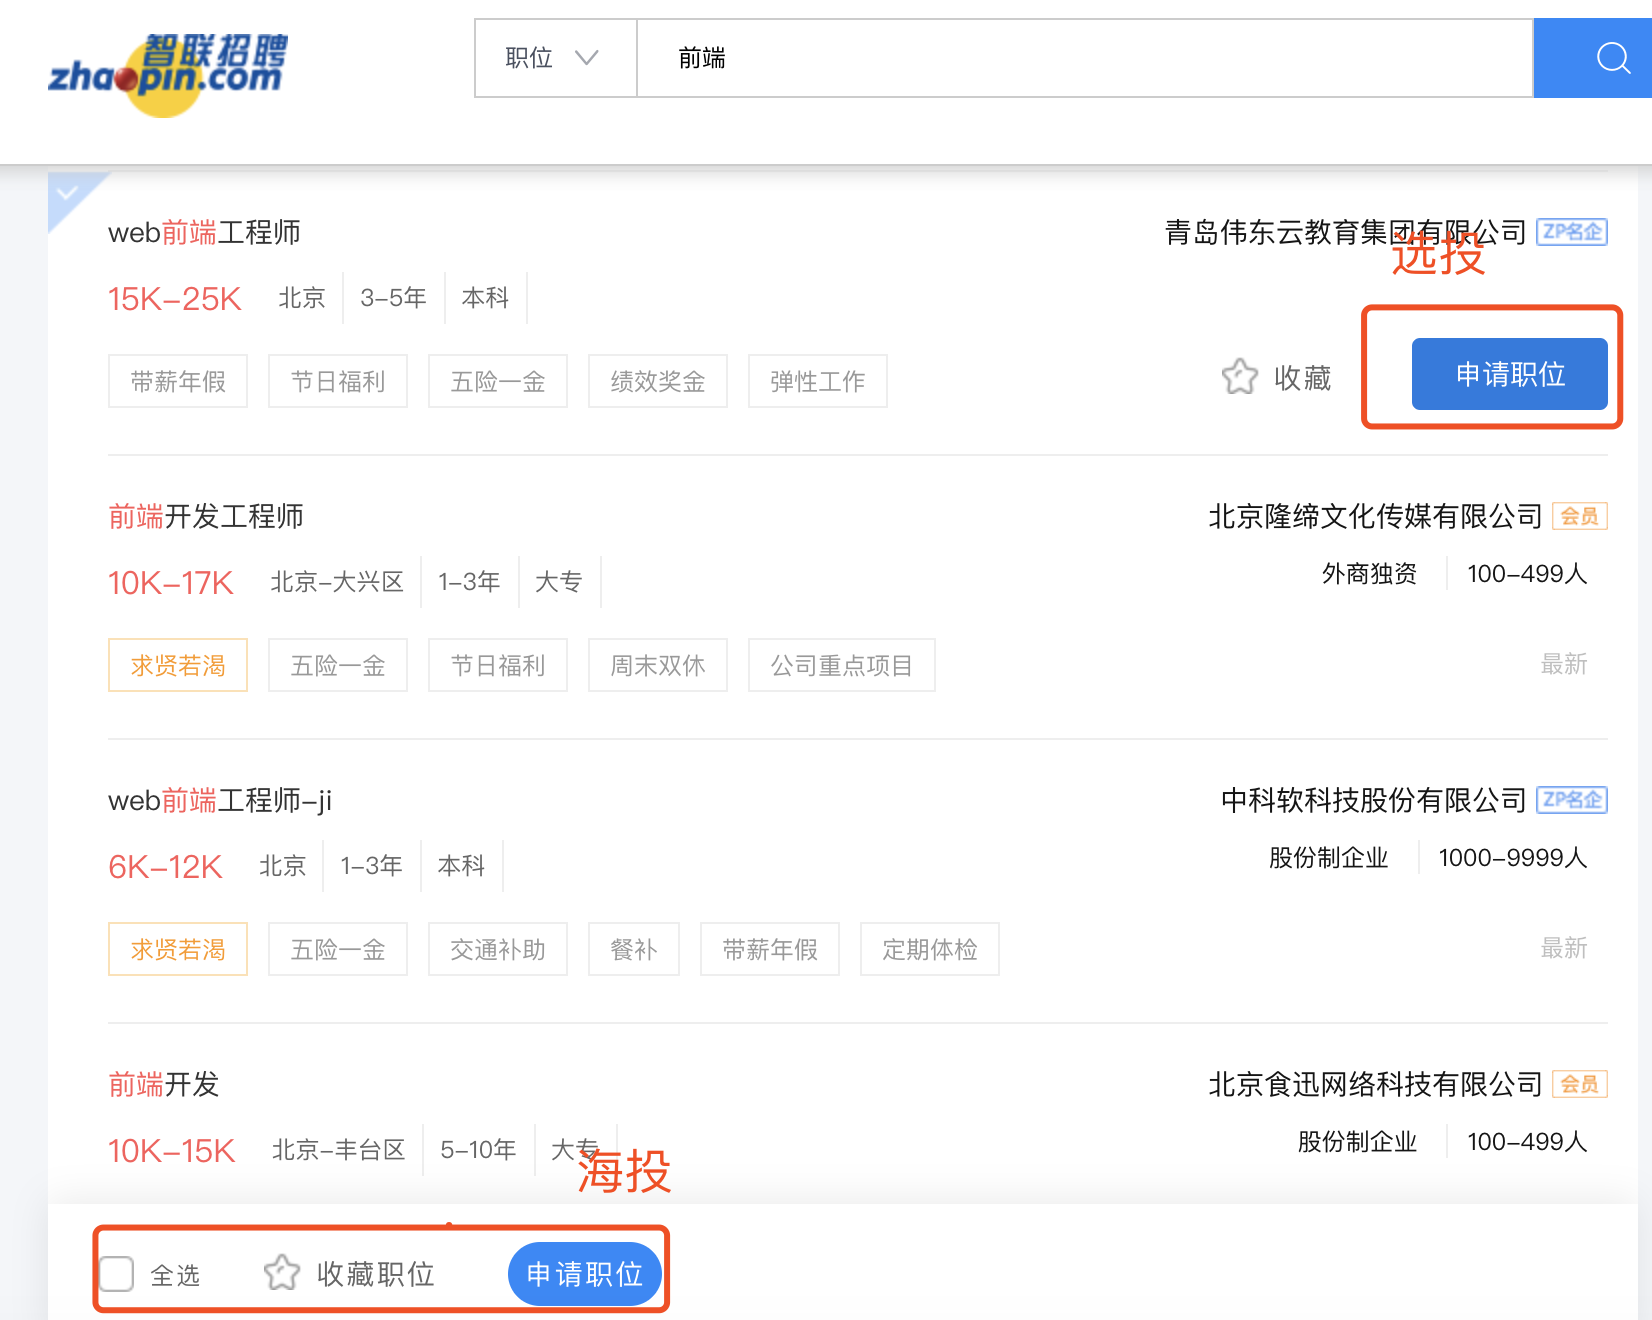 智联招聘
zhaopin.com
职位
前端
web前端工程师
青岛伟东云教育集团有限公司 ZP名企
选投
15K-25K 北京 3-5年 本科
带薪年假 节日福利 五险一金 绩效奖金 弹性工作
收藏 申请职位
前端开发工程师
北京隆缔文化传媒有限公司 会员
10K-17K 北京-大兴区 1-3年 大专
外商独资 100-499人
求贤若渴 五险一金 节日福利 周末双休 公司重点项目
最新
web前端工程师-ji
中科软科技股份有限公司 ZP名企
6K-12K 北京 1-3年 本科
股份制企业 1000-9999人
求贤若渴 五险一金 交通补助 餐补 带薪年假 定期体检
最新
前端开发
北京食迅网络科技有限公司 会员
10K-15K 北京-丰台区 5-10年 大专
股份制企业 100-499人
海投
全选 收藏职位 申请职位